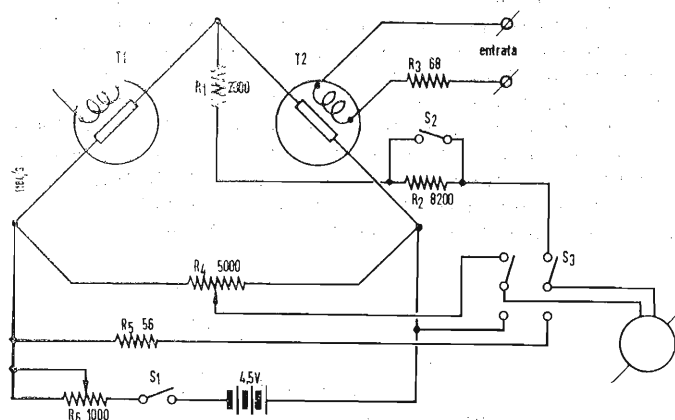 T1
T2
entrata
R3 68
R1 2000
S2
R2 8200
R4 5000
S3
R5 56
S1
4,5V
R6 1000